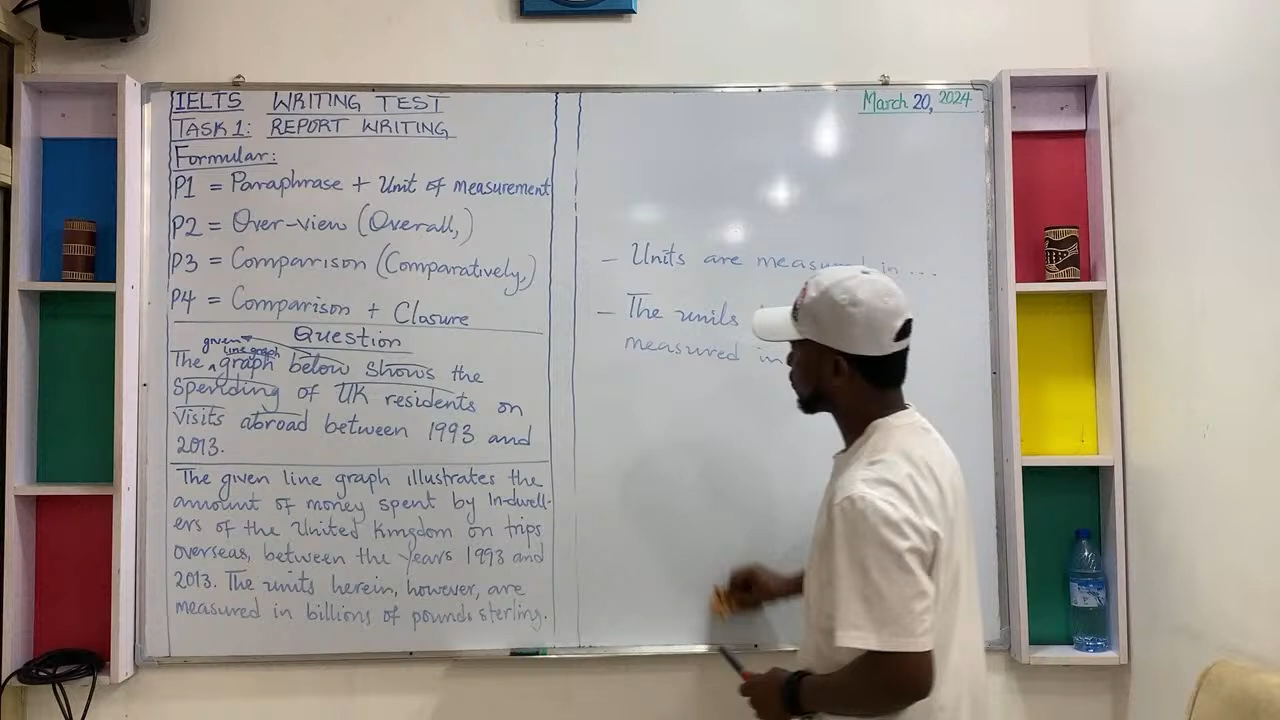 IELTS WRITING TEST
TASK 1: REPORT WRITING
Formular:
P1 = Paraphrase + Unit of measurement
P2 = Over-view (Overall,)
P3 = Comparison (Comparatively,)
P4 = Comparison + Closure
Question
given
line graph
The ʌ graph below shows the
Spending of UK residents on
visits abroad between 1993 and
2013.
The given line graph illustrates the
amount of money spent by In-dwell-
ers of the United Kingdom on trips
overseas, between the years 1993 and
2013. The units herein, however, are
measured in billions of pounds sterling.
March 20, 2024
- Units are measured in ...
- The units
measured in